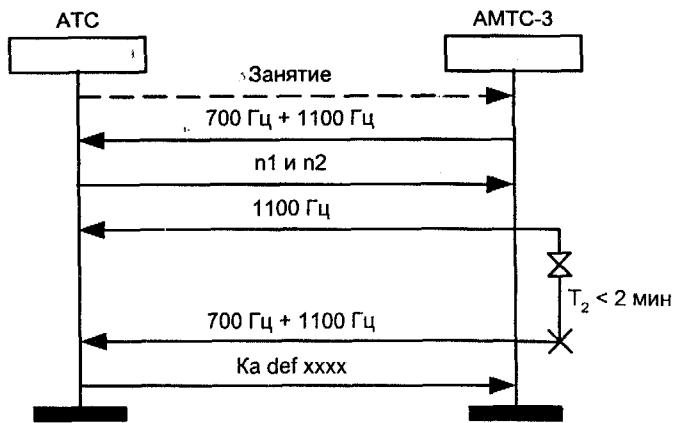 АТС
АМТС-3
Занятие
700 Гц + 1100 Гц
n1 и n2
1100 Гц
T2 < 2 мин
700 Гц + 1100 Гц
Ка def xxxx